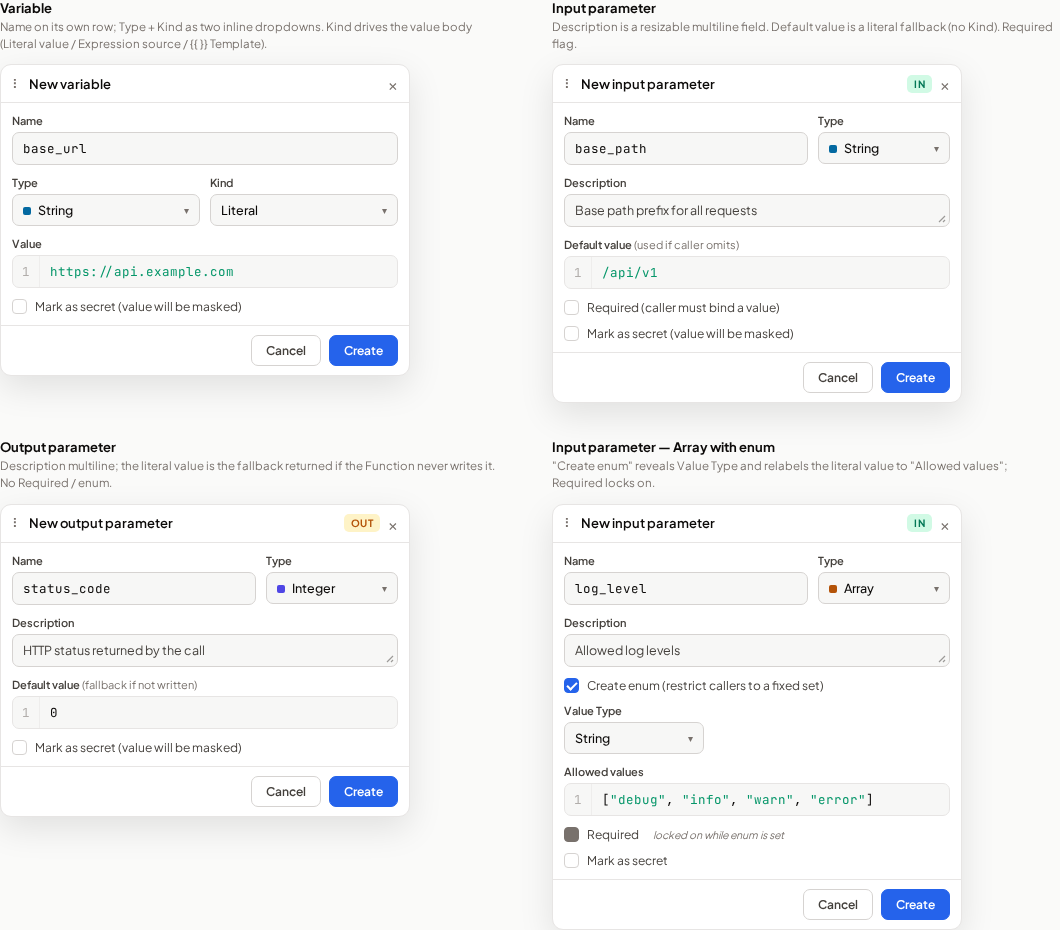 Variable
Name on its own row; Type + Kind as two inline dropdowns. Kind drives the value body
(Literal value / Expression source / {{ }} Template).
New variable
×
Name
base_url
Type
Kind
String
Literal
Value
1 https://api.example.com
Mark as secret (value will be masked)
Cancel
Create
Input parameter
Description is a resizable multiline field. Default value is a literal fallback (no Kind). Required
flag.
New input parameter
IN
×
Name
Type
base_path
String
Description
Base path prefix for all requests
Default value (used if caller omits)
1 /api/v1
Required (caller must bind a value)
Mark as secret (value will be masked)
Cancel
Create
Output parameter
Description multiline; the literal value is the fallback returned if the Function never writes it.
No Required / enum.
New output parameter
OUT
×
Name
Type
status_code
Integer
Description
HTTP status returned by the call
Default value (fallback if not written)
1 0
Mark as secret (value will be masked)
Cancel
Create
Input parameter — Array with enum
"Create enum" reveals Value Type and relabels the literal value to "Allowed values";
Required locks on.
New input parameter
IN
×
Name
Type
log_level
Array
Description
Allowed log levels
Create enum (restrict callers to a fixed set)
Value Type
String
Allowed values
1 ["debug", "info", "warn", "error"]
Required locked on while enum is set
Mark as secret
Cancel
Create